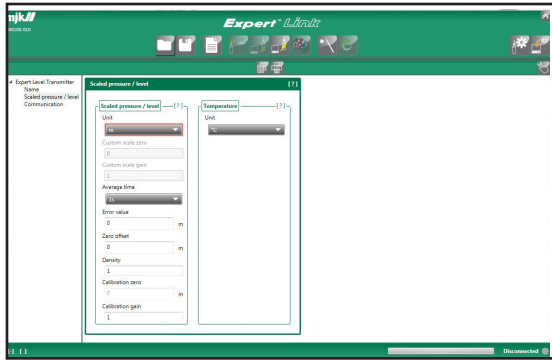 mjk//
Expert Link
Expert Level Transmitter
Name
Scaled pressure / level
Communication
Scaled pressure / level [?]
Scaled pressure / level [?]
Unit
m
Custom scale zero
0
Custom scale gain
1
Average time
1s
Error value
0 m
Zero offset
0 m
Density
1
Calibration zero
0 m
Calibration gain
1
Temperature [?]
Unit
°C
[-] [ ]
Disconnected